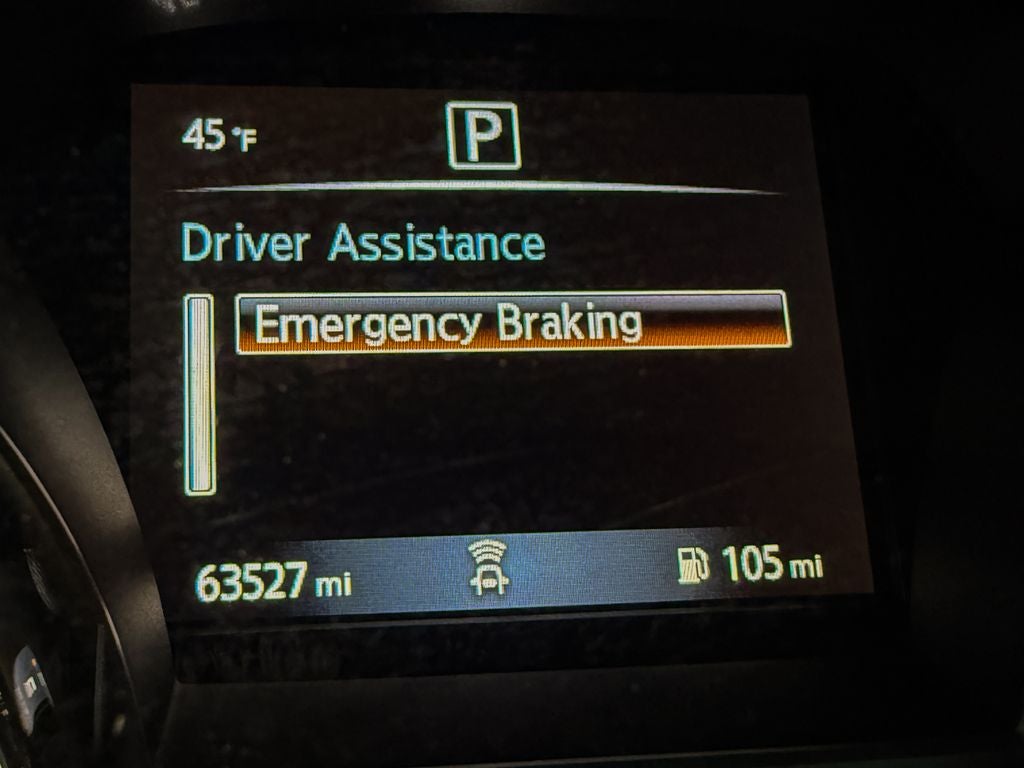 45°F
P
Driver Assistance
Emergency Braking
63527 mi
105 mi